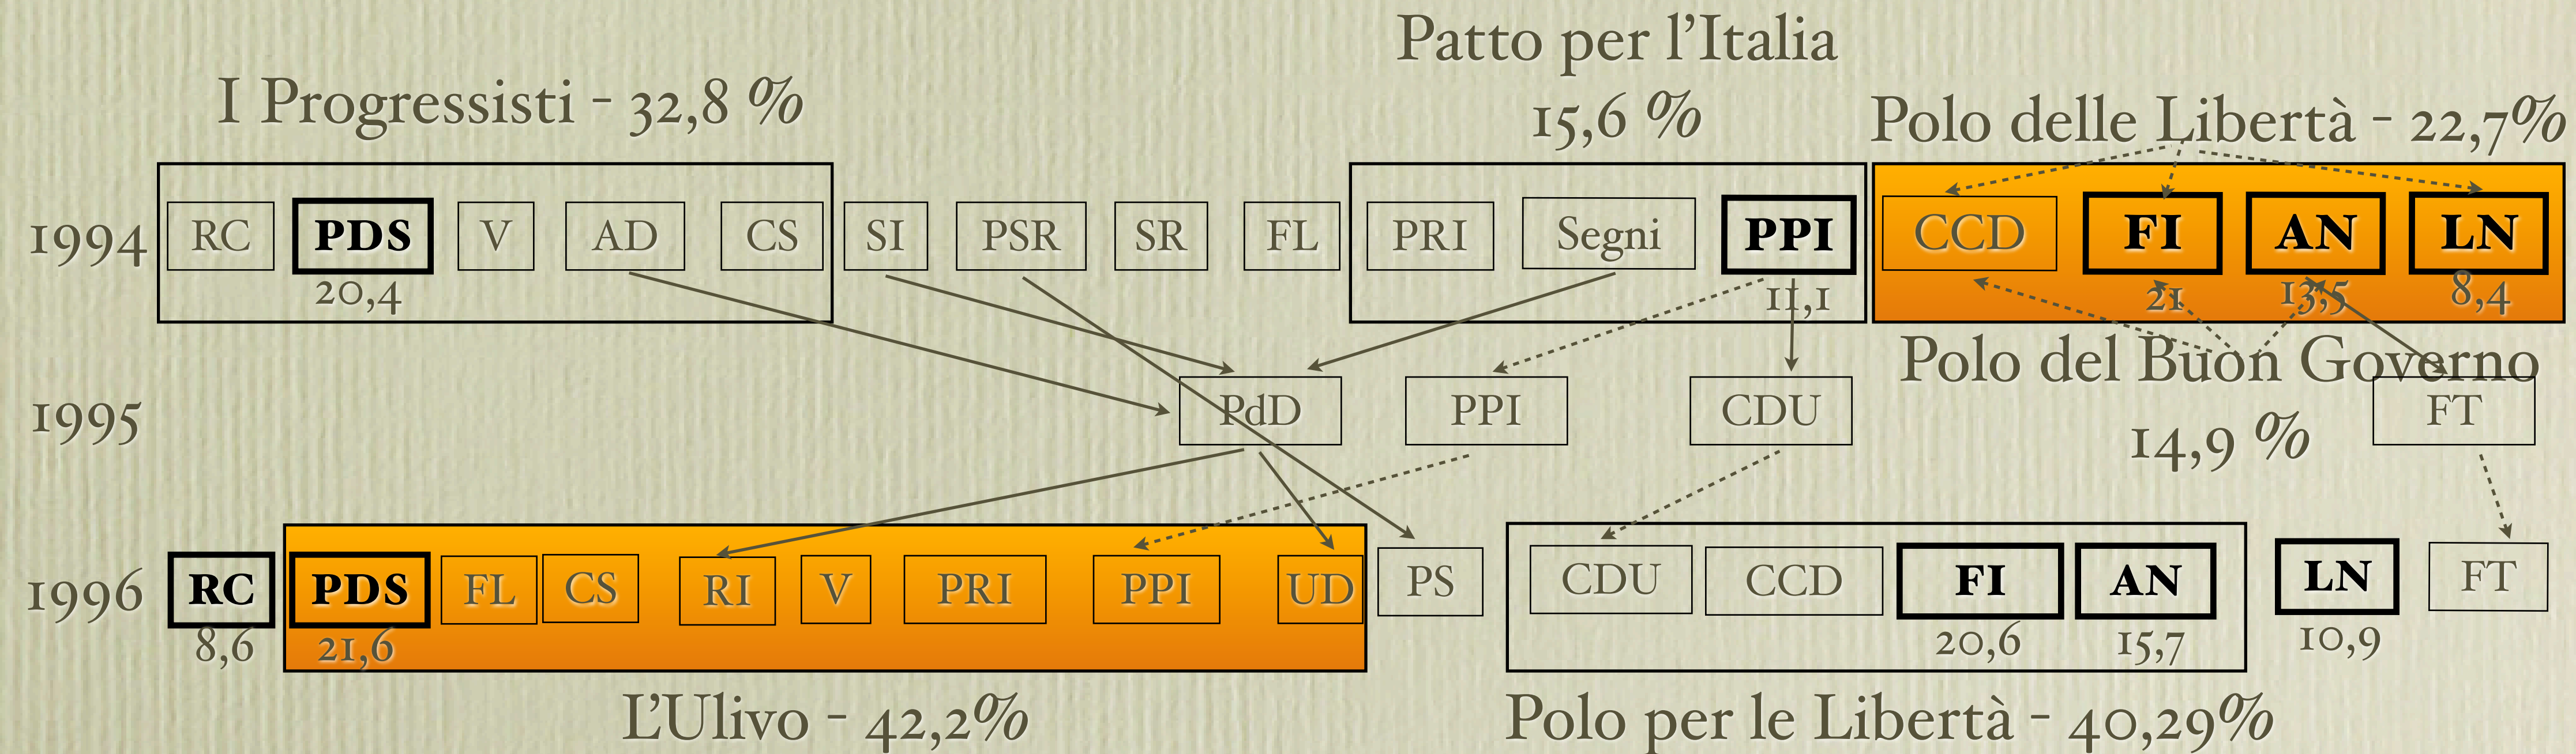 Patto per l'Italia
I Progressisti - 32,8 %
15,6 %
Polo delle Libertà - 22,7%
1994 RC PDS V AD CS SI PSR SR FL PRI Segni PPI CCD FI AN LN
20,4 11,1 21 13,5 8,4
Polo del Buon Governo
1995 PdD PPI CDU FT
14,9 %
1996 RC PDS FL CS RI V PRI PPI UD PS CDU CCD FI AN LN FT
8,6 21,6 20,6 15,7 10,9
L'Ulivo - 42,2%
Polo per le Libertà - 40,29%